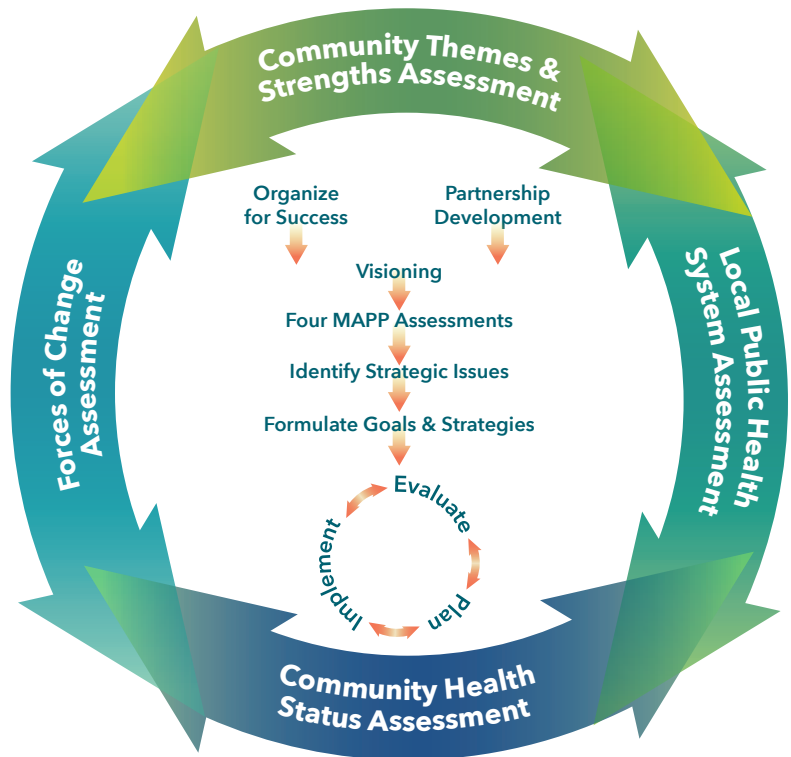 Community Themes &
Strengths Assessment
Organize
for Success
Partnership
Development
Visioning
Four MAPP Assessments
Identify Strategic Issues
Formulate Goals & Strategies
Evaluate
Plan
Implement
Forces of Change
Assessment
Local Public Health
System Assessment
Community Health
Status Assessment